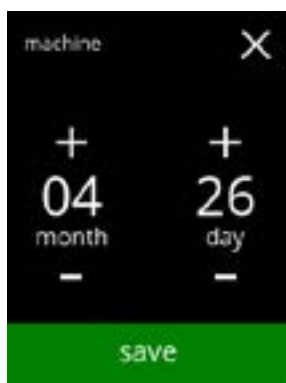 machine
+ +
04 26
month day
- -
save